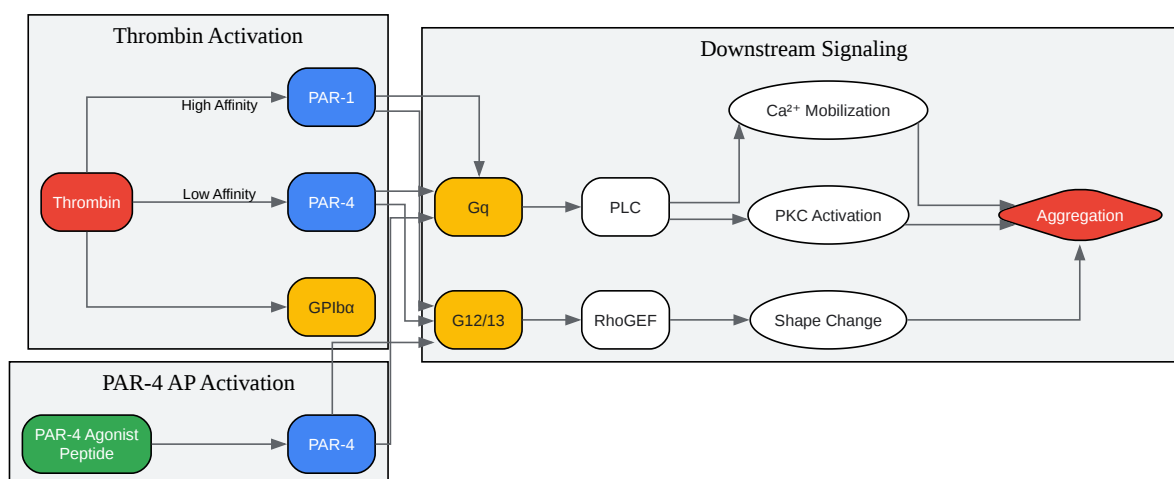 Thrombin Activation
Downstream Signaling
PAR-1
High Affinity
Ca²⁺ Mobilization
Thrombin
Low Affinity
PAR-4
Gq
PLC
PKC Activation
Aggregation
GPIbα
G12/13
RhoGEF
Shape Change
PAR-4 AP Activation
PAR-4 Agonist
Peptide
PAR-4